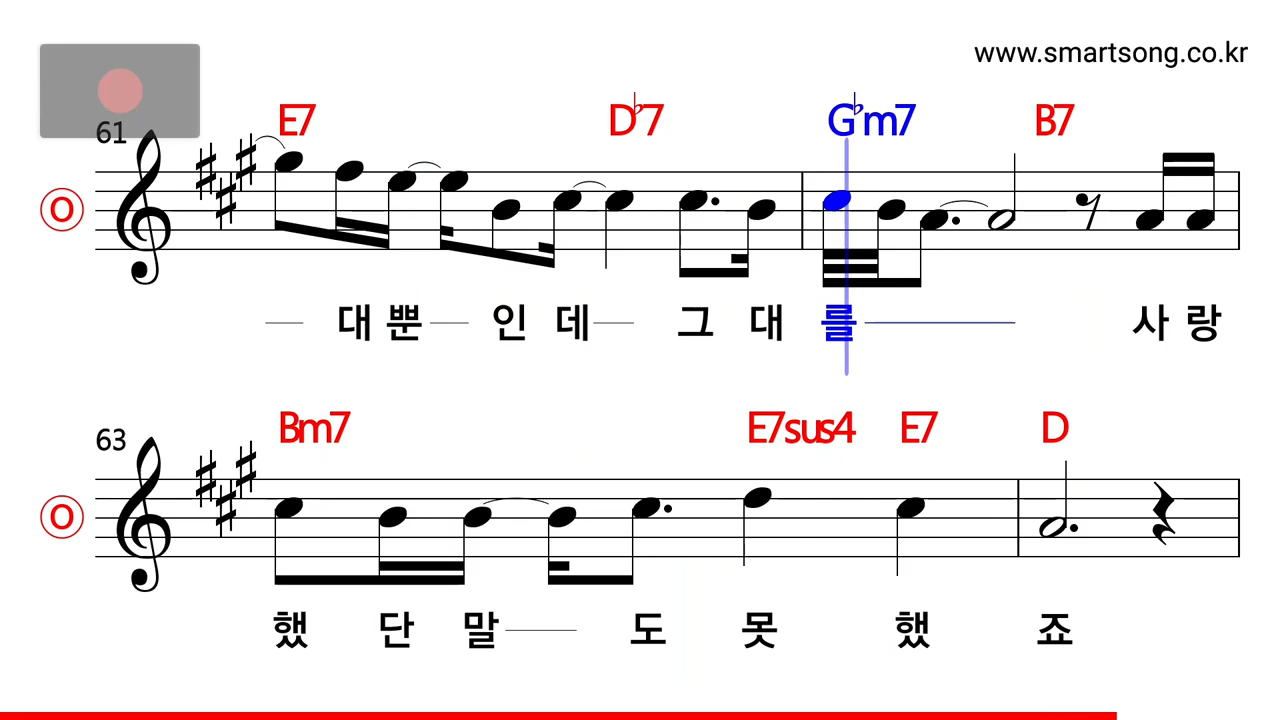 www.smartsong.co.kr
61 E7 D♭7 G♭m7 B7
O
대 뿐 인 데 그 대 를 사 랑
63 Bm7 E7sus4 E7 D
O
했 단 말 도 못 했 죠